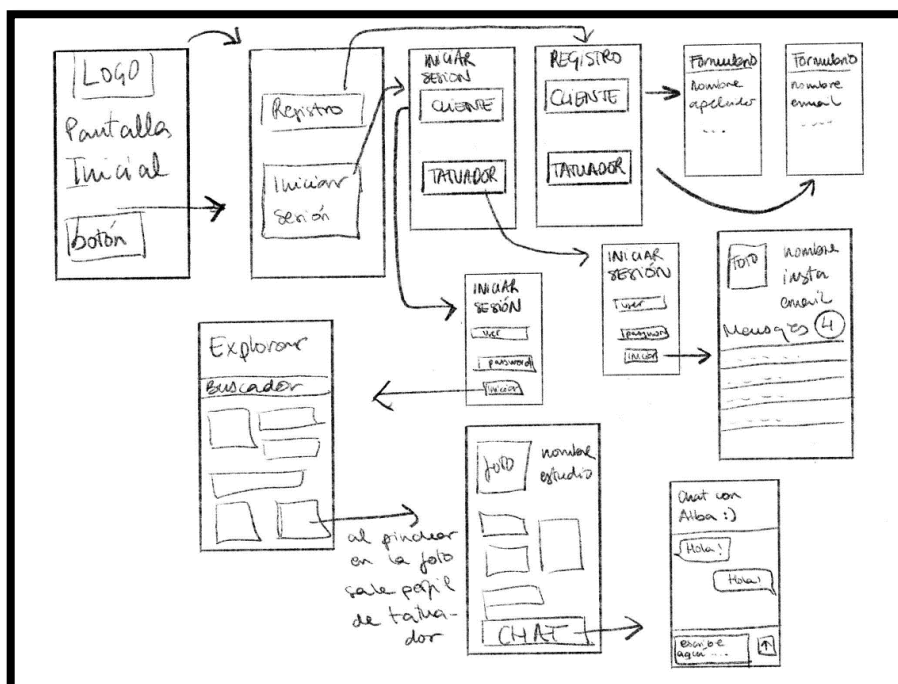 LOGO
Pantalla
Inicial
botón
Registro
Iniciar
sesión
INICIAR
SESIÓN
CLIENTE
TATUADOR
REGISTRO
CLIENTE
TATUADOR
Formulario
nombre
apellidos
...
Formulario
nombre
email
----
INICIAR
SESIÓN
user
password
iniciar
INICIAR
SESIÓN
user
password
iniciar
FOTO
nombre
insta
email
Mensajes 4
Explorar
Buscador
al pinchar
en la foto
sale perfil
de tatua-
dor
FOTO
nombre
estudio
CHAT
Chat con
Alba :)
Hola!
Hola!
escribe
aquí ....